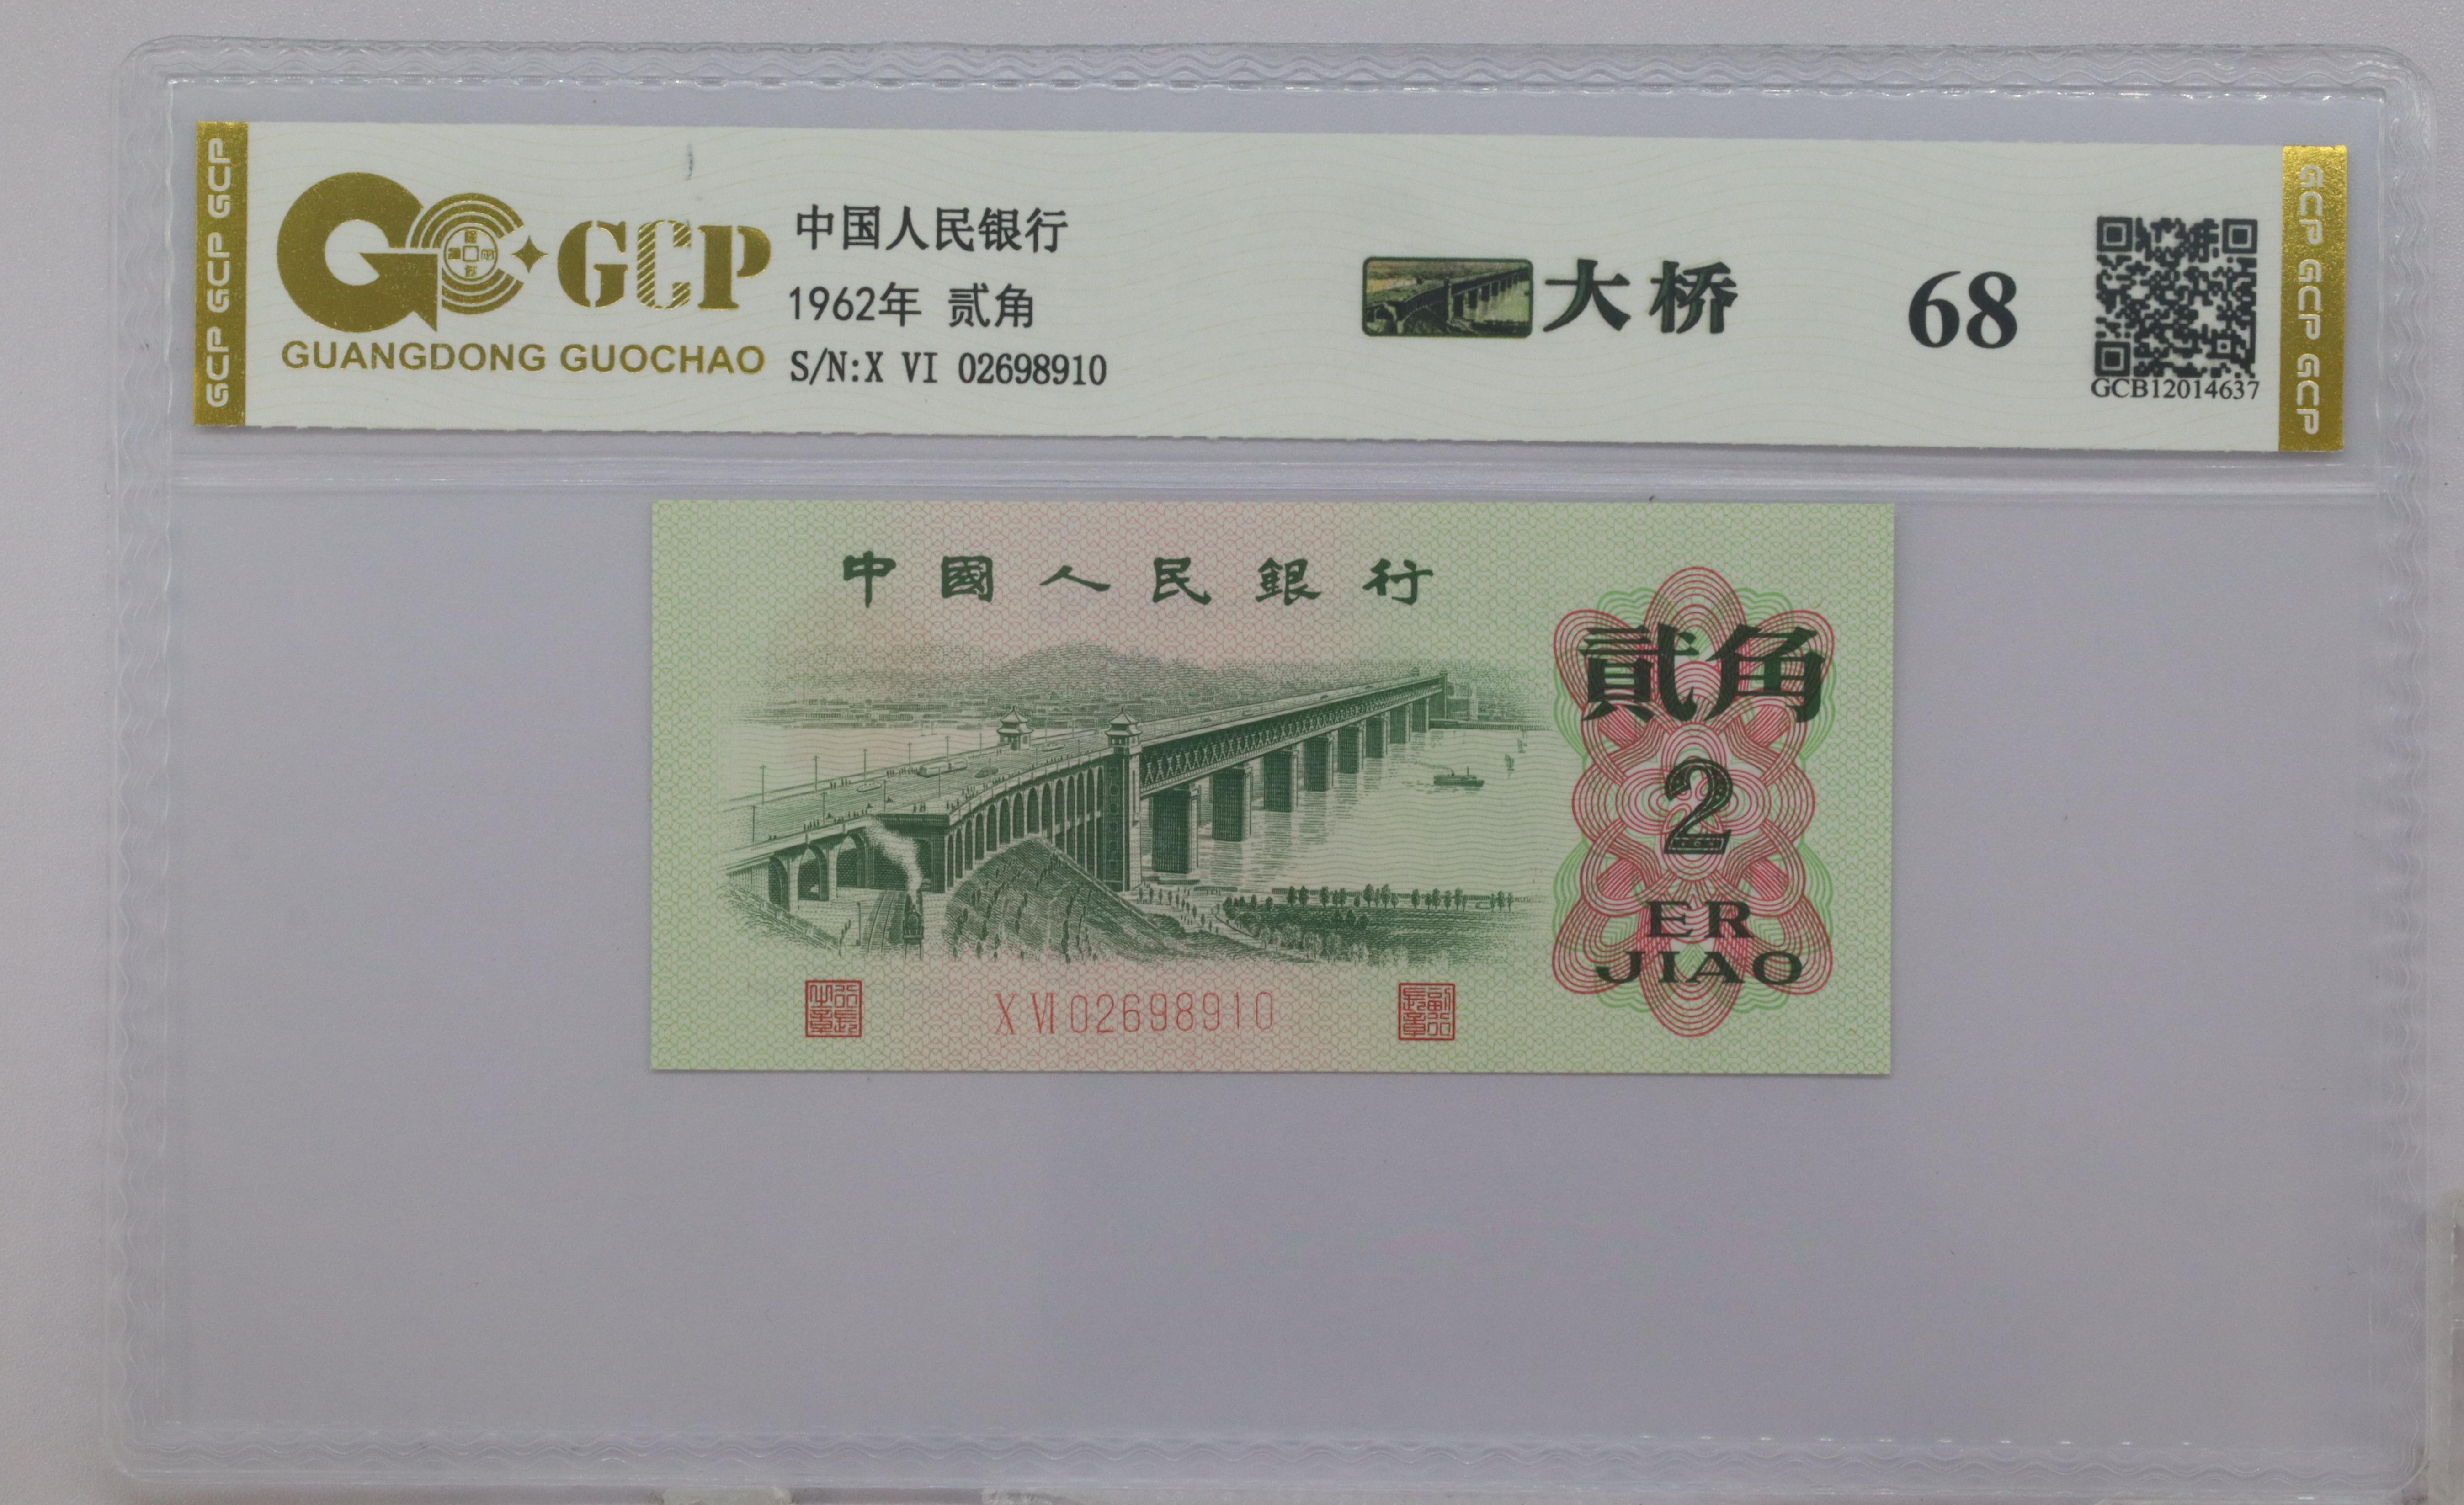 GCP GCP GCP
GCP
GUANGDONG GUOCHAO
中国人民银行
1962年 贰角
S/N:X VI 02698910
大桥
68
GCB12014637
GCP GCP GCP
中國人民銀行
貳角
2
ER
JIAO
X VI 02698910